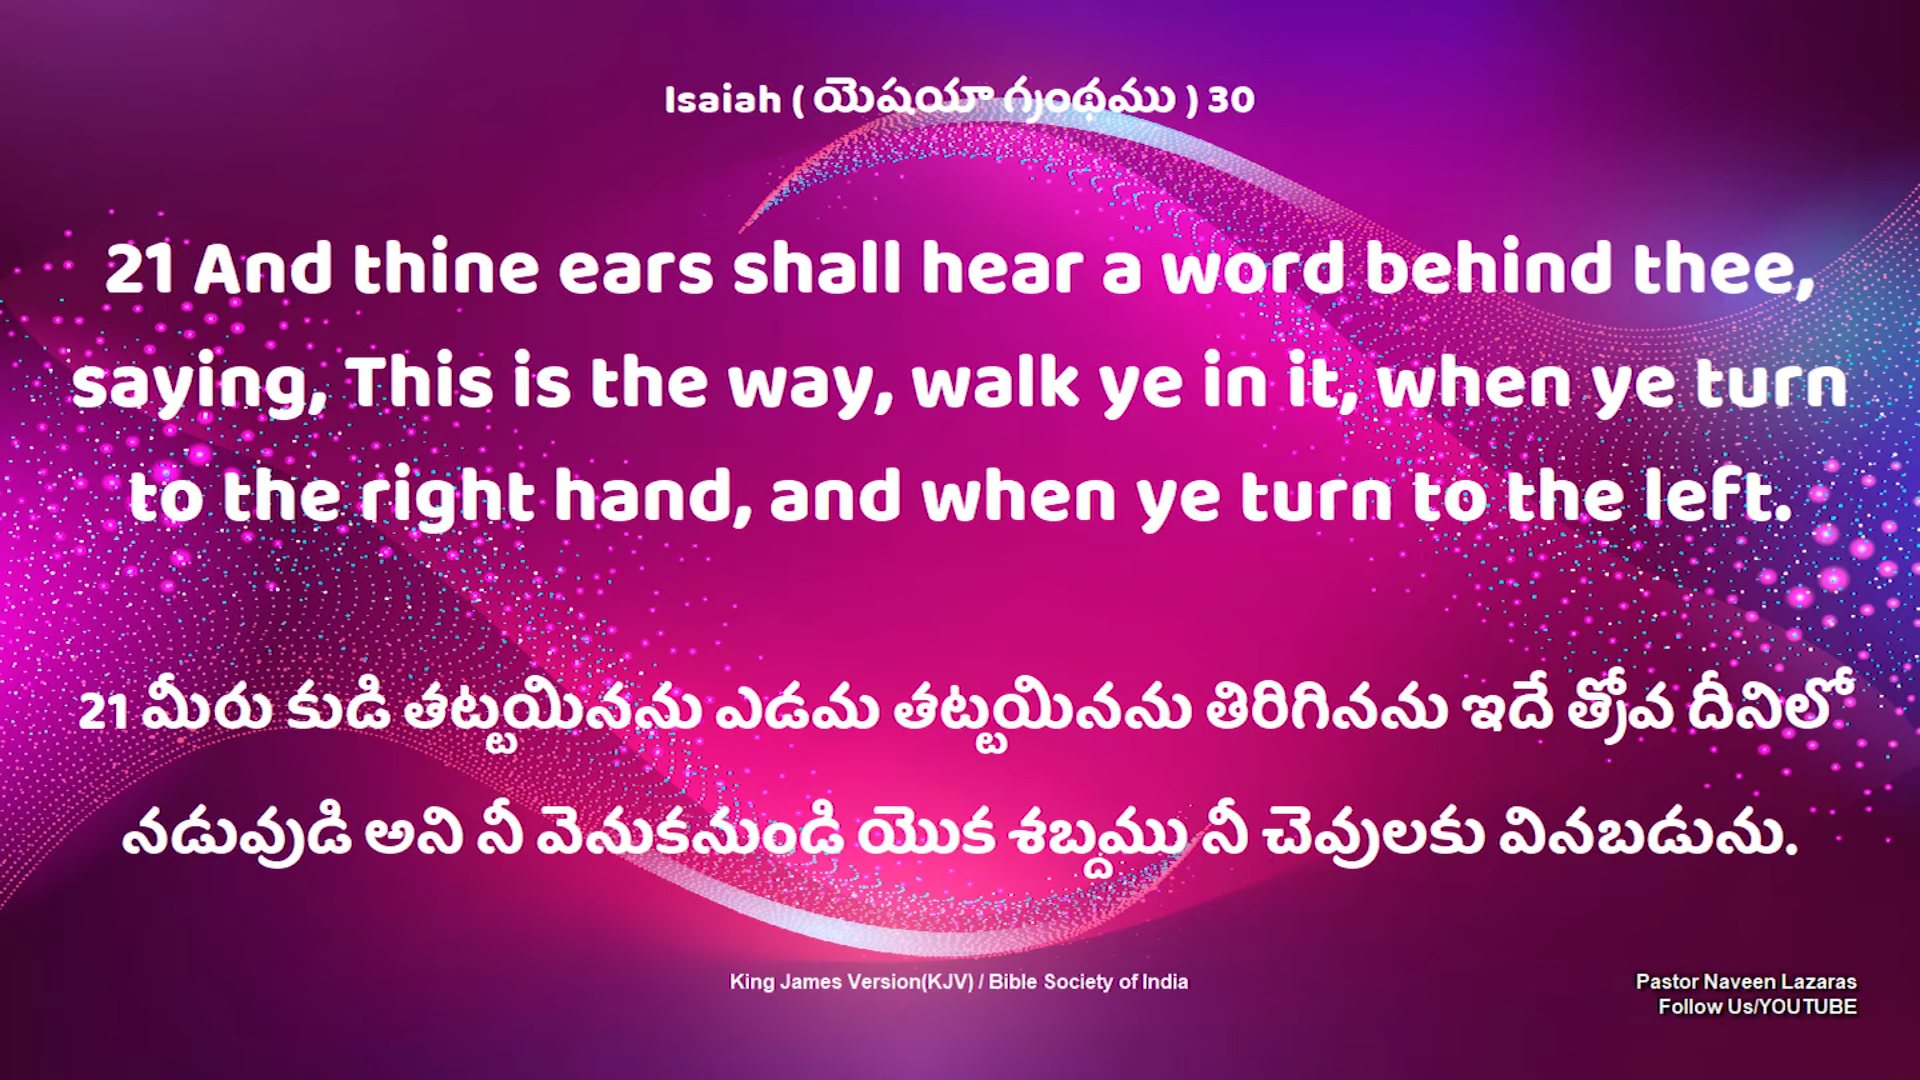 Isaiah ( యెషయా గ్రంథము ) 30
21 And thine ears shall hear a word behind thee,
saying, This is the way, walk ye in it, when ye turn
to the right hand, and when ye turn to the left.
21 మీరు కుడి తట్టయినను ఎడమ తట్టయినను తిరిగినను ఇదే త్రోవ దీనిలో
నడువుడి అని నీ వెనుకనుండి యొక శబ్దము నీ చెవులకు వినబడును.
King James Version(KJV) / Bible Society of India
Pastor Naveen Lazaras
Follow Us/YOUTUBE